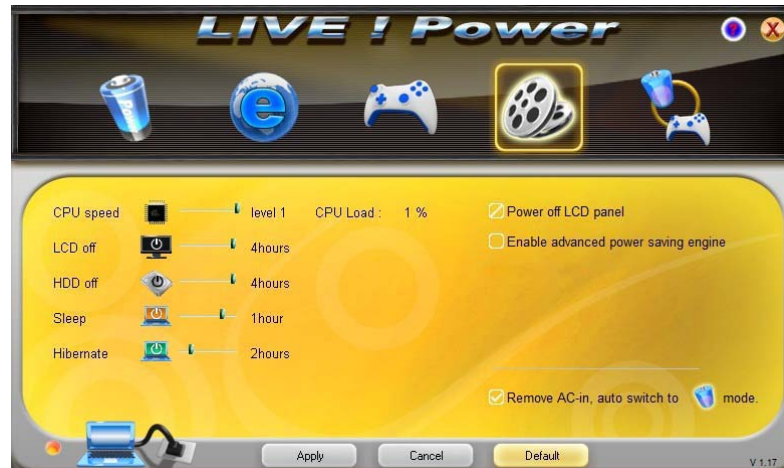 LIVE ! Power
Power
CPU speed level 1 CPU Load : 1 %
LCD off 4hours
HDD off 4hours
Sleep 1hour
Hibernate 2hours
Power off LCD panel
Enable advanced power saving engine
Remove AC-in, auto switch to mode.
Apply Cancel Default
V 1.17